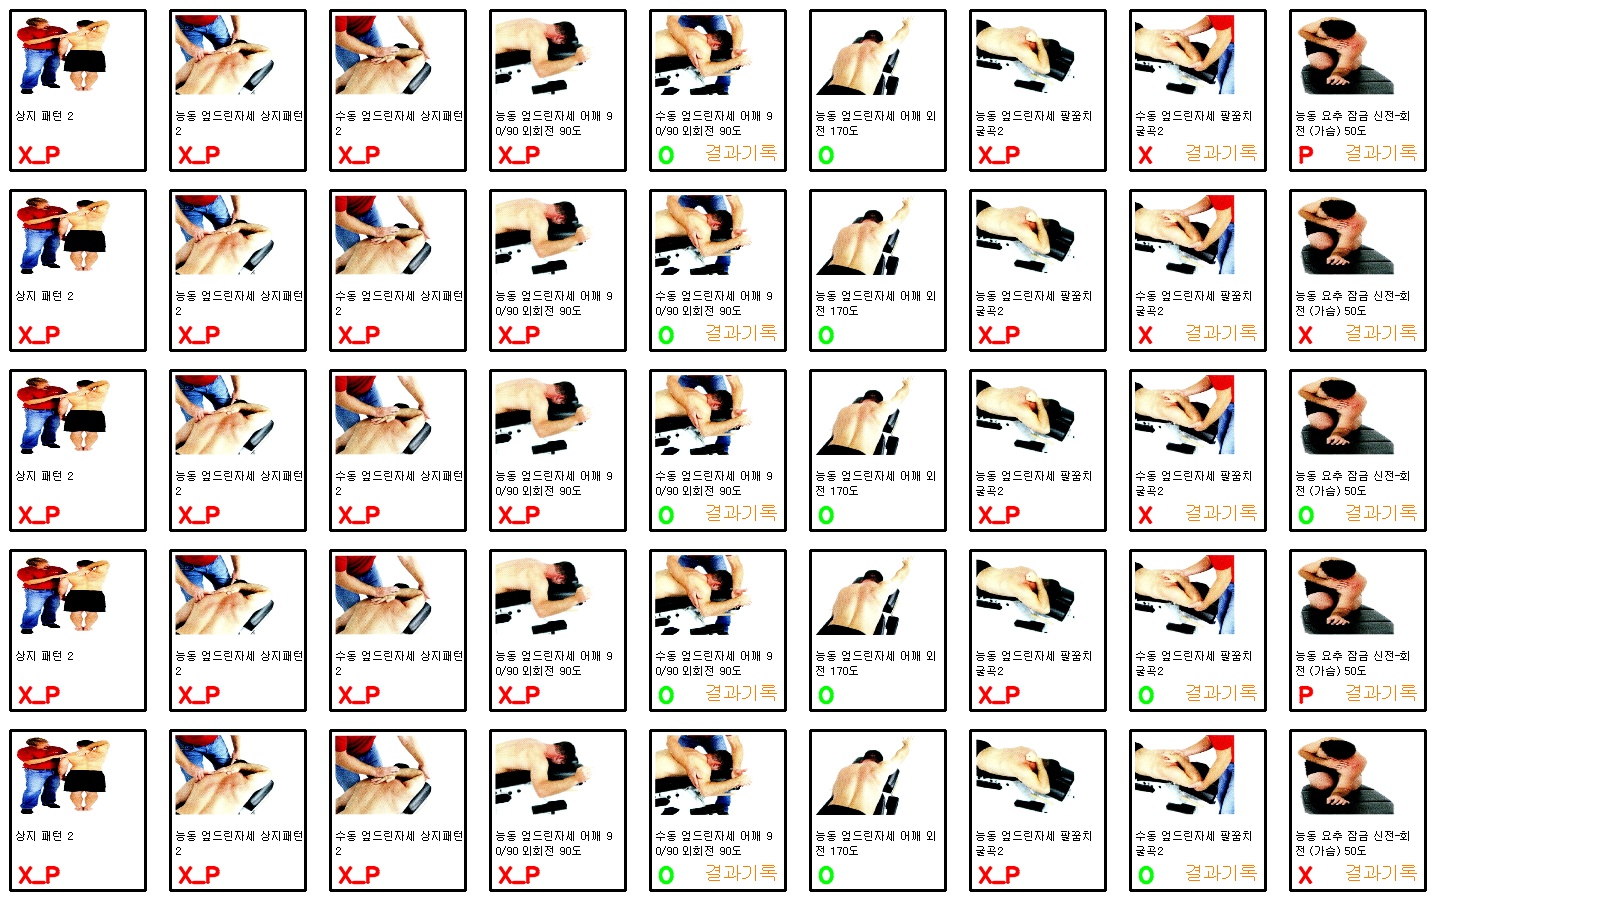 상지 패턴 2
X_P
능동 엎드린자세 상지패턴
2
X_P
수동 엎드린자세 상지패턴
2
X_P
능동 엎드린자세 어깨 9
0/90 외회전 90도
X_P
수동 엎드린자세 어깨 9
0/90 외회전 90도
O 결과기록
능동 엎드린자세 어깨 외
전 170도
O
능동 엎드린자세 팔꿈치
굴곡2
X_P
수동 엎드린자세 팔꿈치
굴곡2
X 결과기록
능동 요추 잠금 신전-회
전 (가슴) 50도
P 결과기록
상지 패턴 2
X_P
능동 엎드린자세 상지패턴
2
X_P
수동 엎드린자세 상지패턴
2
X_P
능동 엎드린자세 어깨 9
0/90 외회전 90도
X_P
수동 엎드린자세 어깨 9
0/90 외회전 90도
O 결과기록
능동 엎드린자세 어깨 외
전 170도
O
능동 엎드린자세 팔꿈치
굴곡2
X_P
수동 엎드린자세 팔꿈치
굴곡2
X 결과기록
능동 요추 잠금 신전-회
전 (가슴) 50도
X 결과기록
상지 패턴 2
X_P
능동 엎드린자세 상지패턴
2
X_P
수동 엎드린자세 상지패턴
2
X_P
능동 엎드린자세 어깨 9
0/90 외회전 90도
X_P
수동 엎드린자세 어깨 9
0/90 외회전 90도
O 결과기록
능동 엎드린자세 어깨 외
전 170도
O
능동 엎드린자세 팔꿈치
굴곡2
X_P
수동 엎드린자세 팔꿈치
굴곡2
X 결과기록
능동 요추 잠금 신전-회
전 (가슴) 50도
O 결과기록
상지 패턴 2
X_P
능동 엎드린자세 상지패턴
2
X_P
수동 엎드린자세 상지패턴
2
X_P
능동 엎드린자세 어깨 9
0/90 외회전 90도
X_P
수동 엎드린자세 어깨 9
0/90 외회전 90도
O 결과기록
능동 엎드린자세 어깨 외
전 170도
O
능동 엎드린자세 팔꿈치
굴곡2
X_P
수동 엎드린자세 팔꿈치
굴곡2
O 결과기록
능동 요추 잠금 신전-회
전 (가슴) 50도
P 결과기록
상지 패턴 2
X_P
능동 엎드린자세 상지패턴
2
X_P
수동 엎드린자세 상지패턴
2
X_P
능동 엎드린자세 어깨 9
0/90 외회전 90도
X_P
수동 엎드린자세 어깨 9
0/90 외회전 90도
O 결과기록
능동 엎드린자세 어깨 외
전 170도
O
능동 엎드린자세 팔꿈치
굴곡2
X_P
수동 엎드린자세 팔꿈치
굴곡2
O 결과기록
능동 요추 잠금 신전-회
전 (가슴) 50도
X 결과기록